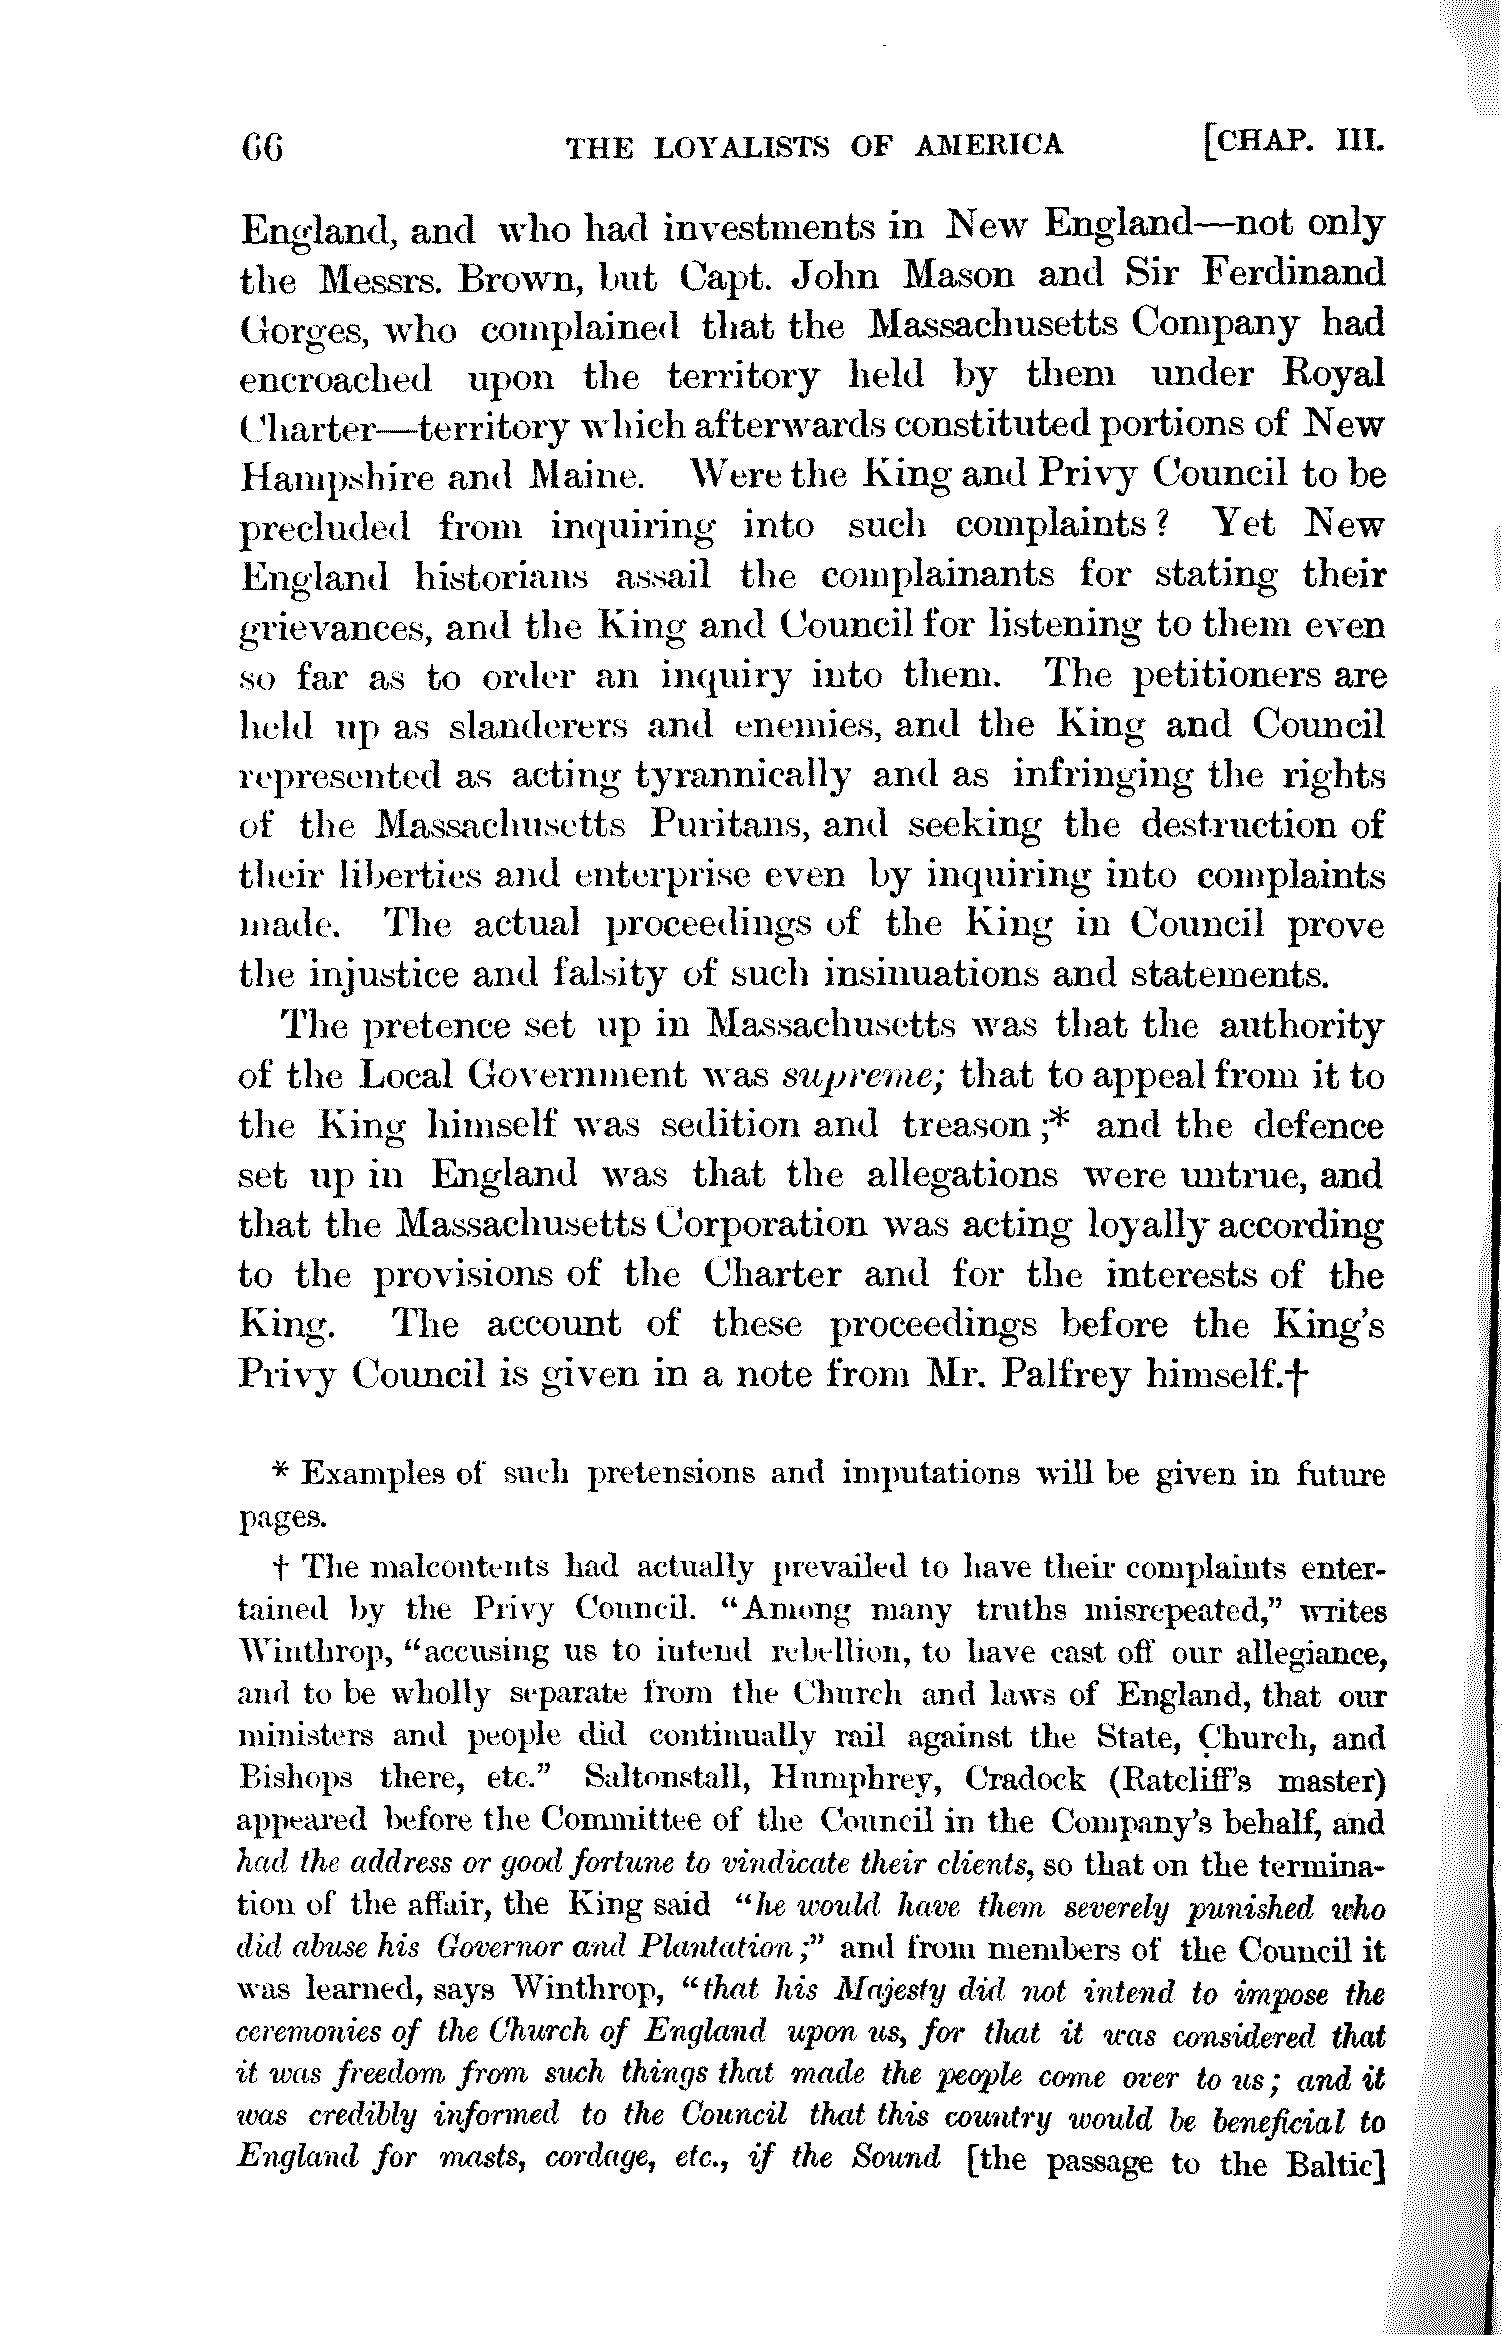 66 THE LOYALISTS OF AMERICA [CHAP. III.
England, and who had investments in New England—not only
the Messrs. Brown, but Capt. John Mason and Sir Ferdinand
Gorges, who complained that the Massachusetts Company had
encroached upon the territory held by them under Royal
Charter—territory which afterwards constituted portions of New
Hampshire and Maine. Were the King and Privy Council to be
precluded from inquiring into such complaints? Yet New
England historians assail the complainants for stating their
grievances, and the King and Council for listening to them even
so far as to order an inquiry into them. The petitioners are
held up as slanderers and enemies, and the King and Council
represented as acting tyrannically and as infringing the rights
of the Massachusetts Puritans, and seeking the destruction of
their liberties and enterprise even by inquiring into complaints
made. The actual proceedings of the King in Council prove
the injustice and falsity of such insinuations and statements.
The pretence set up in Massachusetts was that the authority
of the Local Government was supreme; that to appeal from it to
the King himself was sedition and treason;* and the defence
set up in England was that the allegations were untrue, and
that the Massachusetts Corporation was acting loyally according
to the provisions of the Charter and for the interests of the
King. The account of these proceedings before the King's
Privy Council is given in a note from Mr. Palfrey himself.†
* Examples of such pretensions and imputations will be given in future
pages.
† The malcontents had actually prevailed to have their complaints enter-
tained by the Privy Council. "Among many truths misrepeated," writes
Winthrop, "accusing us to intend rebellion, to have cast off our allegiance,
and to be wholly separate from the Church and laws of England, that our
ministers and people did continually rail against the State, Church, and
Bishops there, etc." Saltonstall, Humphrey, Cradock (Ratcliff's master)
appeared before the Committee of the Council in the Company's behalf, and
had the address or good fortune to vindicate their clients, so that on the termina-
tion of the affair, the King said "he would have them severely punished who
did abuse his Governor and Plantation;" and from members of the Council it
was learned, says Winthrop, "that his Majesty did not intend to impose the
ceremonies of the Church of England upon us, for that it was considered that
it was freedom from such things that made the people come over to us; and it
was credibly informed to the Council that this country would be beneficial to
England for masts, cordage, etc., if the Sound [the passage to the Baltic]